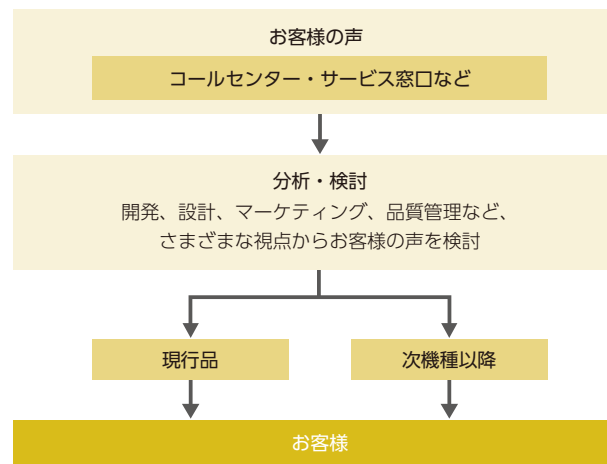 お客様の声
コールセンター・サービス窓口など
分析・検討
開発、設計、マーケティング、品質管理など、
さまざまな視点からお客様の声を検討
現行品
次機種以降
お客様